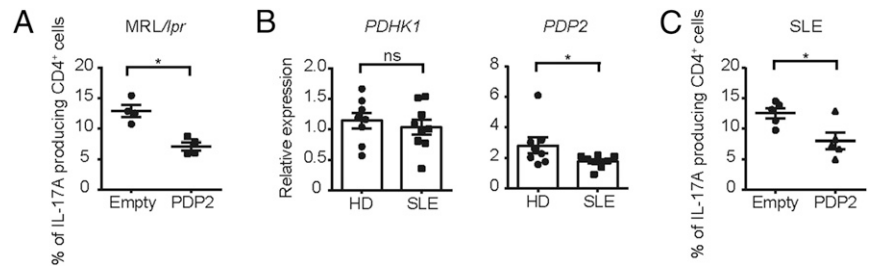 A
MRL/lpr
% of IL-17A producing CD4⁺ cells
20
15
10
5
0
*
Empty PDP2
B
PDHK1
Relative expression
2.0
1.5
1.0
0.5
0.0
ns
HD SLE
PDP2
8
6
4
2
0
*
HD SLE
C
SLE
% of IL-17A producing CD4⁺ cells
20
15
10
5
0
*
Empty PDP2